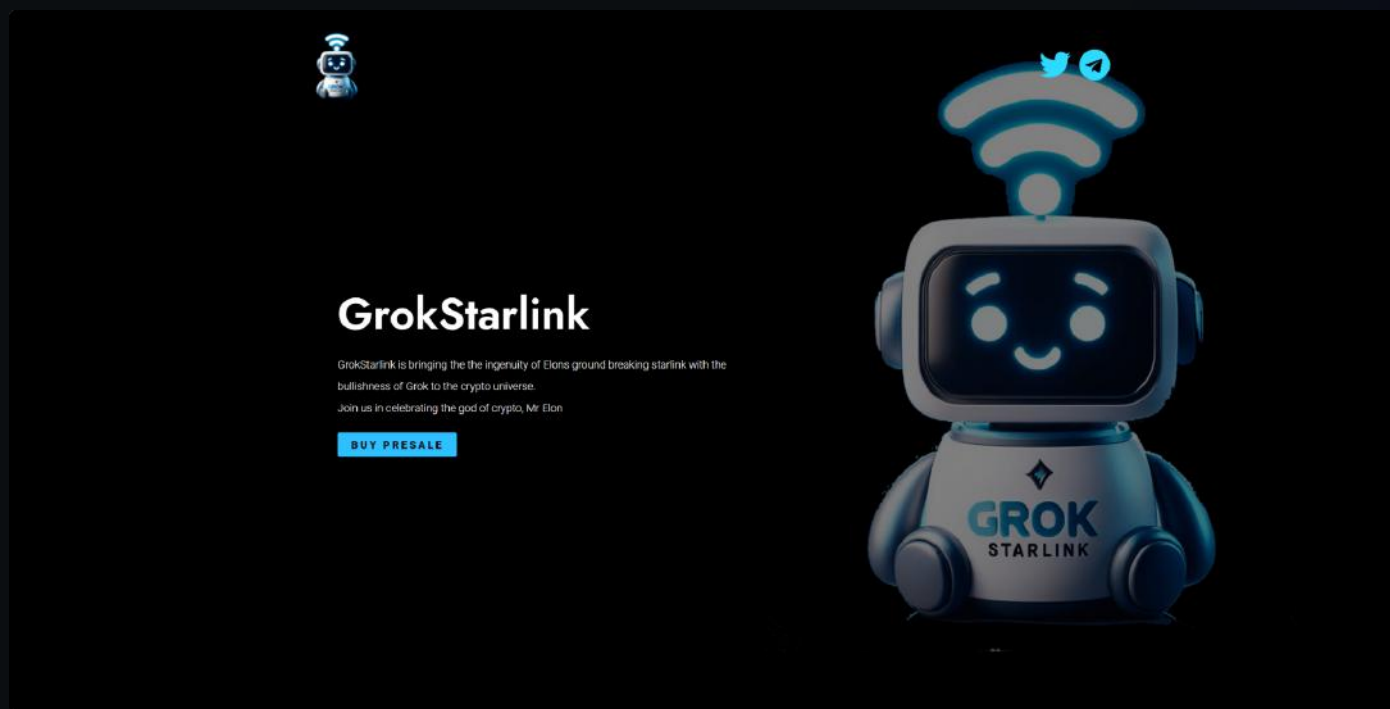 GrokStarlink
GrokStarlink is bringing the the ingenuity of Elons ground breaking starlink with the
bullishness of Grok to the crypto universe.
Join us in celebrating the god of crypto, Mr Elon
BUY PRESALE
GROK
STARLINK